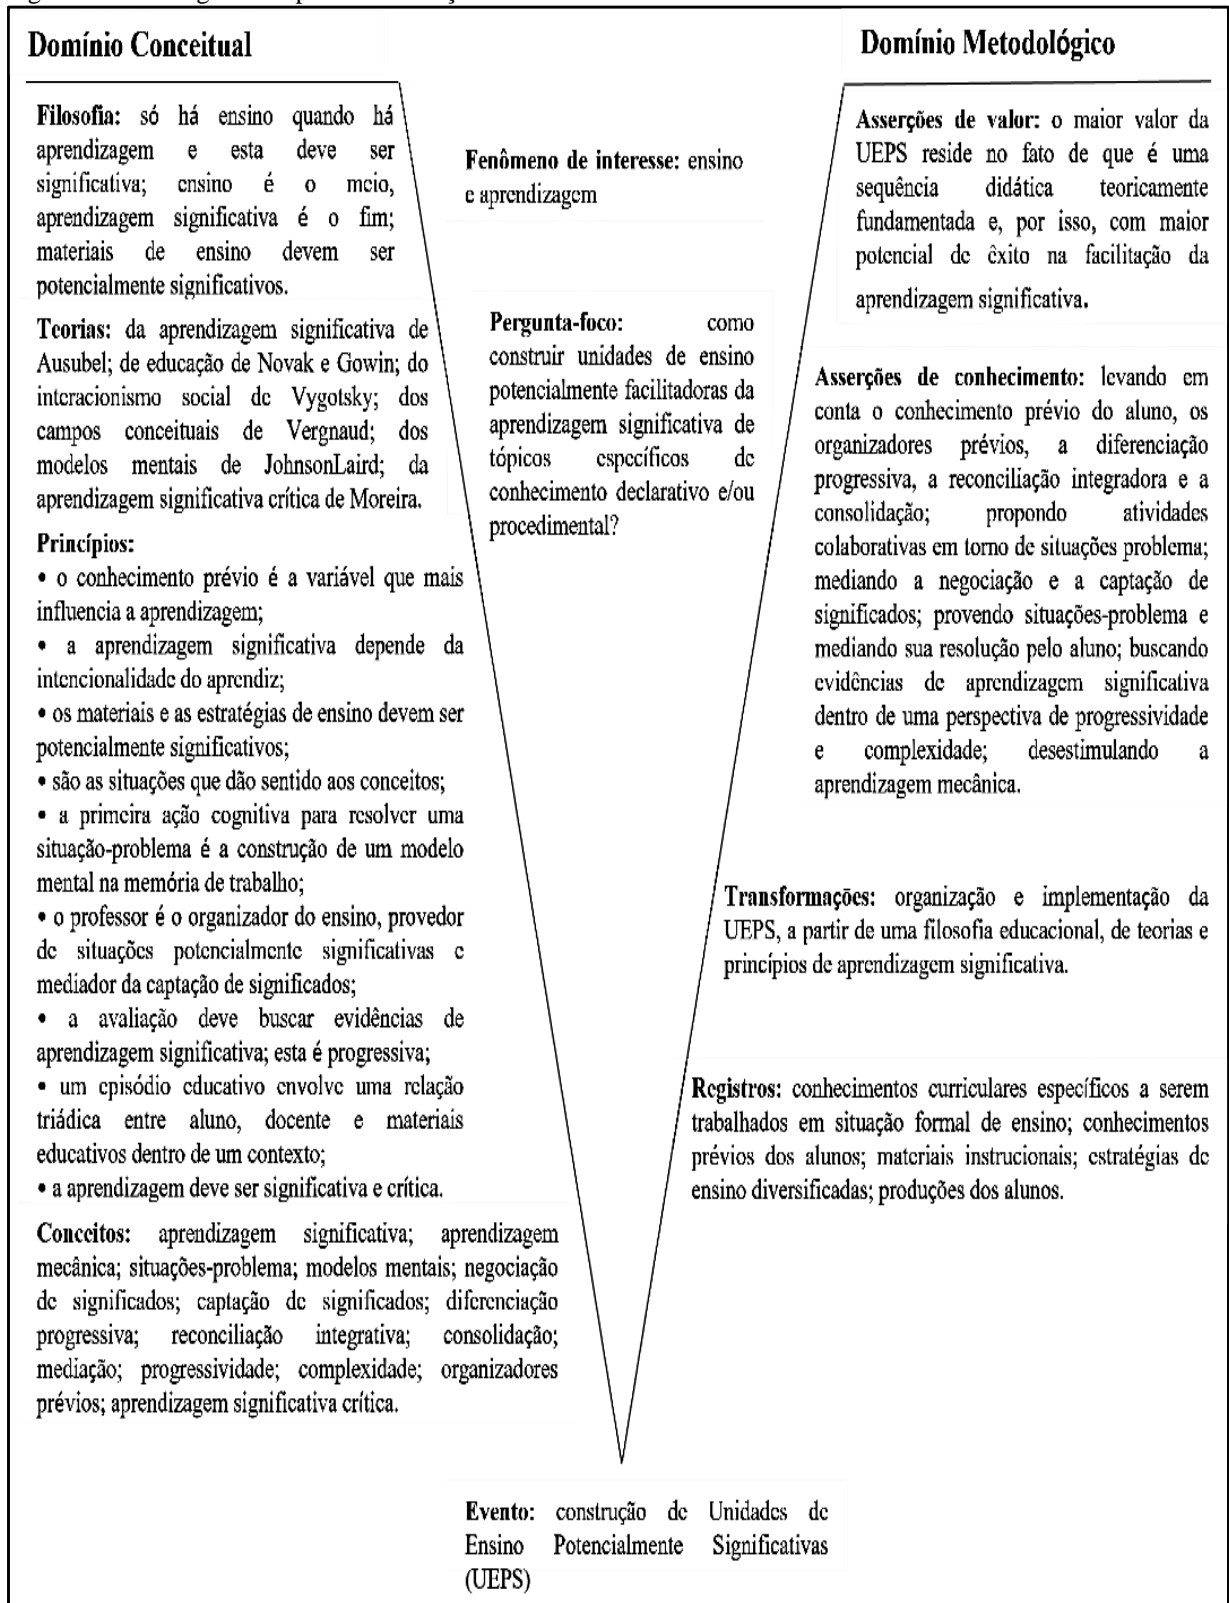 Domínio Conceitual
Filosofia: só há ensino quando há
aprendizagem e esta deve ser
significativa; ensino é o meio,
aprendizagem significativa é o fim;
materiais de ensino devem ser
potencialmente significativos.
Teorias: da aprendizagem significativa de
Ausubel; de educação de Novak e Gowin; do
interacionismo social de Vygotsky; dos
campos conceituais de Vergnaud; dos
modelos mentais de JohnsonLaird; da
aprendizagem significativa crítica de Moreira.
Princípios:
• o conhecimento prévio é a variável que mais
influencia a aprendizagem;
• a aprendizagem significativa depende da
intencionalidade do aprendiz;
• os materiais e as estratégias de ensino devem ser
potencialmente significativos;
• são as situações que dão sentido aos conceitos;
• a primeira ação cognitiva para resolver uma
situação-problema é a construção de um modelo
mental na memória de trabalho;
• o professor é o organizador do ensino, provedor
de situações potencialmente significativas e
mediador da captação de significados;
• a avaliação deve buscar evidências de
aprendizagem significativa; esta é progressiva;
• um episódio educativo envolve uma relação
triádica entre aluno, docente e materiais
educativos dentro de um contexto;
• a aprendizagem deve ser significativa e crítica.
Conceitos: aprendizagem significativa; aprendizagem
mecânica; situações-problema; modelos mentais; negociação
de significados; captação de significados; diferenciação
progressiva; reconciliação integrativa; consolidação;
mediação; progressividade; complexidade; organizadores
prévios; aprendizagem significativa crítica.
Fenômeno de interesse: ensino
e aprendizagem
Pergunta-foco: como
construir unidades de ensino
potencialmente facilitadoras da
aprendizagem significativa de
tópicos específicos de
conhecimento declarativo e/ou
procedimental?
Domínio Metodológico
Asserções de valor: o maior valor da
UEPS reside no fato de que é uma
sequência didática teoricamente
fundamentada e, por isso, com maior
potencial de êxito na facilitação da
aprendizagem significativa.
Asserções de conhecimento: levando em
conta o conhecimento prévio do aluno, os
organizadores prévios, a diferenciação
progressiva, a reconciliação integradora e a
consolidação; propondo atividades
colaborativas em torno de situações problema;
mediando a negociação e a captação de
significados; provendo situações-problema e
mediando sua resolução pelo aluno; buscando
evidências de aprendizagem significativa
dentro de uma perspectiva de progressividade
e complexidade; desestimulando a
aprendizagem mecânica.
Transformações: organização e implementação da
UEPS, a partir de uma filosofia educacional, de teorias e
princípios de aprendizagem significativa.
Registros: conhecimentos curriculares específicos a serem
trabalhados em situação formal de ensino; conhecimentos
prévios dos alunos; materiais instrucionais; estratégias de
ensino diversificadas; produções dos alunos.
Evento: construção de Unidades de
Ensino Potencialmente Significativas
(UEPS)